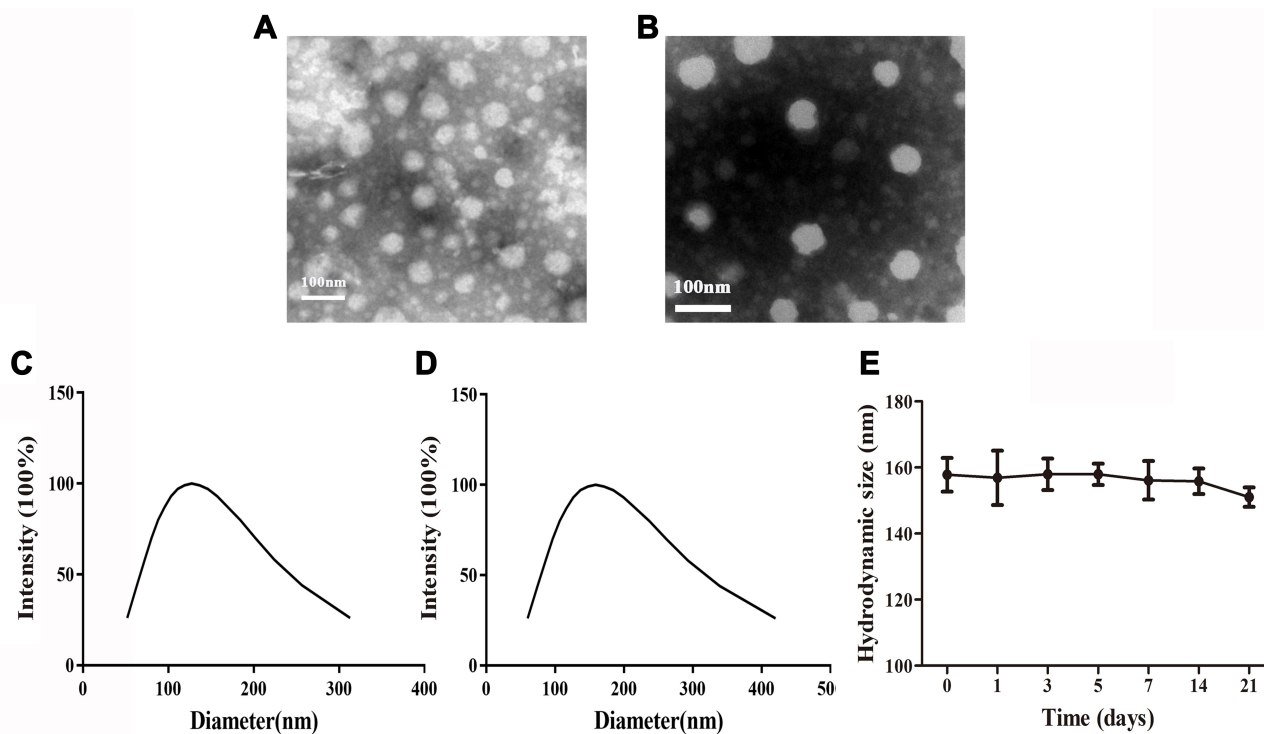 A
B
100nm
100nm
C
D
E
150
100
50
0
Intensity (100%)
0 100 200 300 400
Diameter(nm)
150
100
50
0
Intensity (100%)
0 100 200 300 400
Diameter(nm)
180
160
140
120
100
Hydrodynamic size (nm)
0 1 3 5 7 14 21
Time (days)